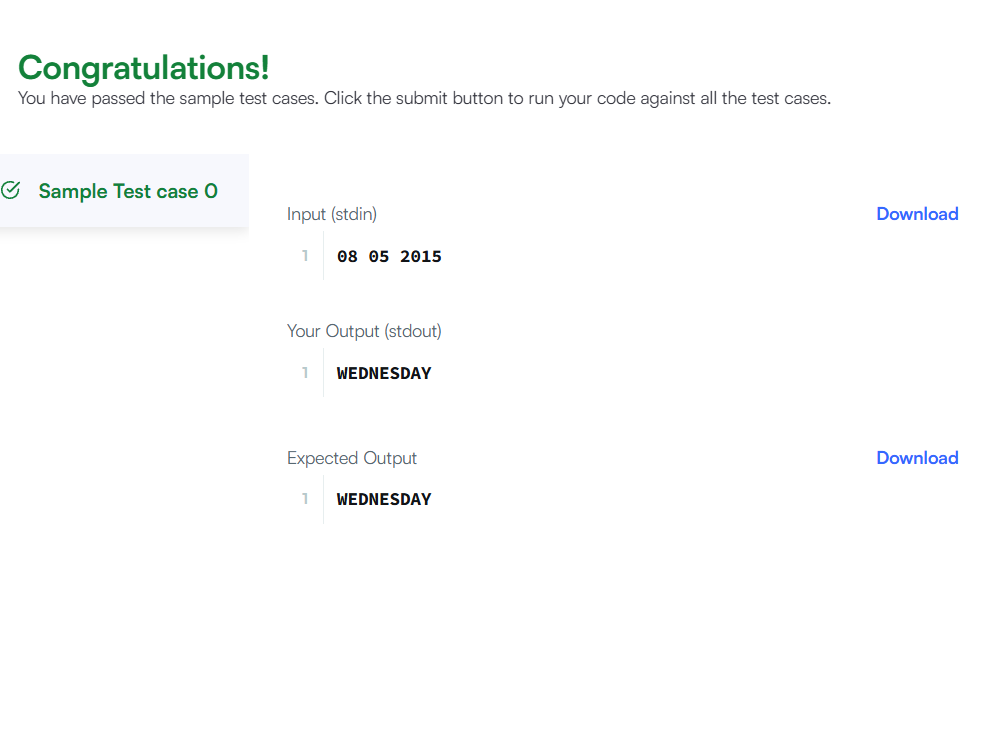 Congratulations!
You have passed the sample test cases. Click the submit button to run your code against all the test cases.
Sample Test case 0
Input (stdin)
Download
1
08 05 2015
Your Output (stdout)
1
WEDNESDAY
Expected Output
Download
1
WEDNESDAY